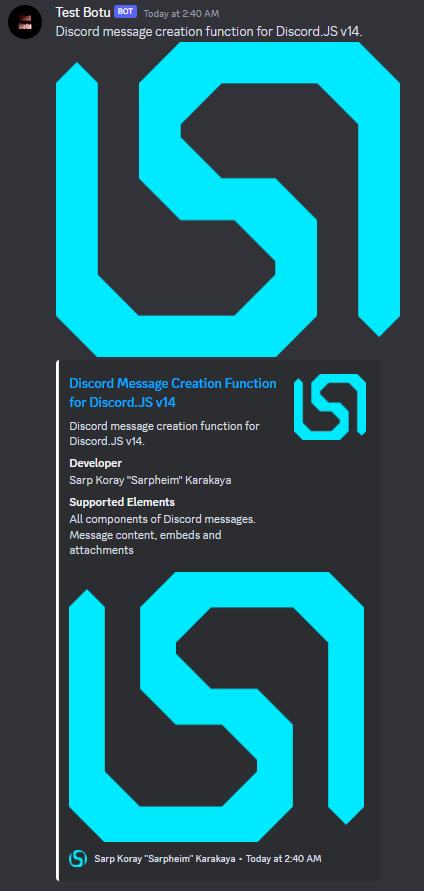 Test Botu BOT Today at 2:40 AM
Discord message creation function for Discord.JS v14.
Discord Message Creation Function
for Discord.JS v14
Discord message creation function for
Discord.JS v14.
Developer
Sarp Koray "Sarpheim" Karakaya
Supported Elements
All components of Discord messages.
Message content, embeds and
attachments
Sarp Koray "Sarpheim" Karakaya • Today at 2:40 AM